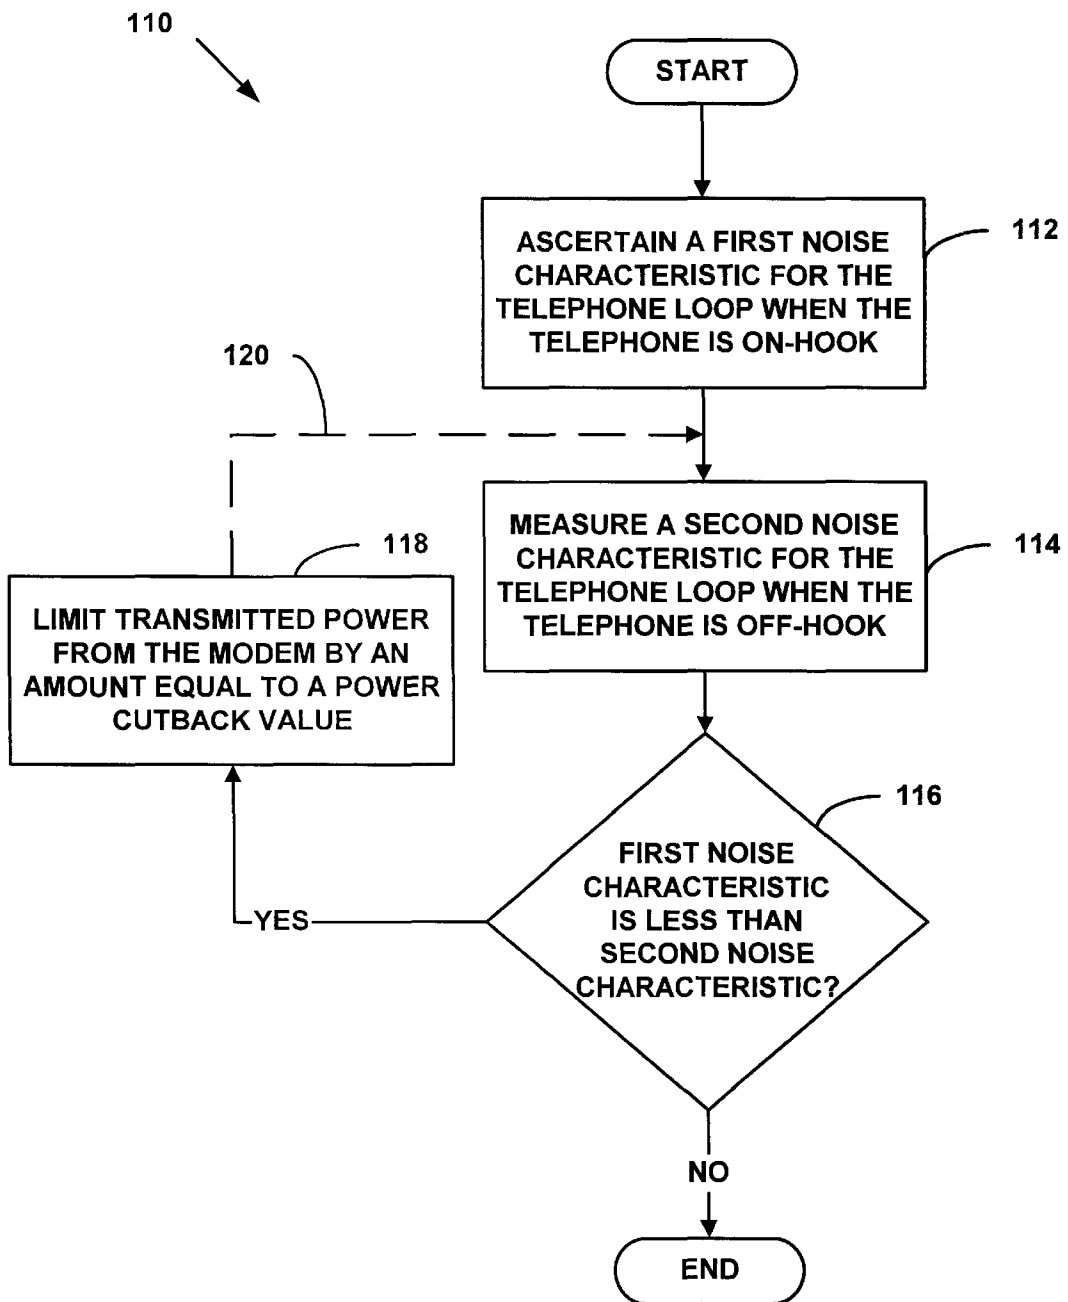 110
START
ASCERTAIN A FIRST NOISE
CHARACTERISTIC FOR THE
TELEPHONE LOOP WHEN THE
TELEPHONE IS ON-HOOK
112
120
MEASURE A SECOND NOISE
CHARACTERISTIC FOR THE
TELEPHONE LOOP WHEN THE
TELEPHONE IS OFF-HOOK
114
118
LIMIT TRANSMITTED POWER
FROM THE MODEM BY AN
AMOUNT EQUAL TO A POWER
CUTBACK VALUE
116
FIRST NOISE
CHARACTERISTIC
IS LESS THAN
SECOND NOISE
CHARACTERISTIC?
YES
NO
END